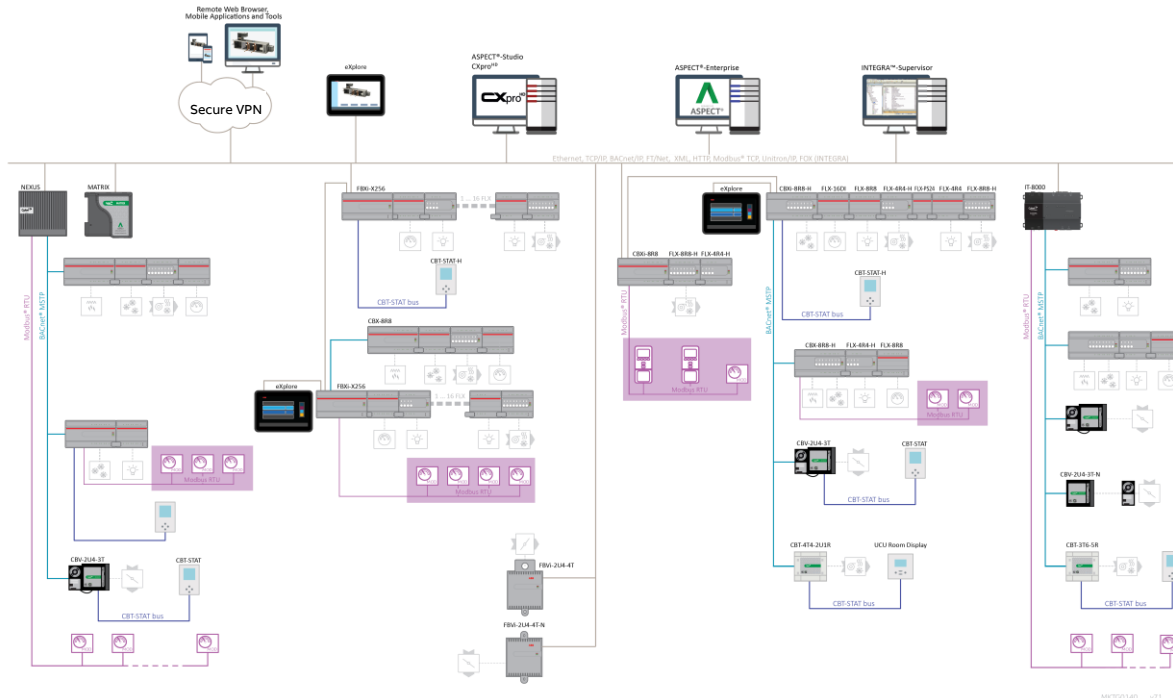 Remote Web Browser,
Mobile Applications and Tools
Secure VPN
eXplore
ASPECT®-Studio
CXproᴴᴰ
CXproᴴᴰ
ASPECT®-Enterprise
ASPECT®
INTEGRA™-Supervisor
Ethernet, TCP/IP, BACnet/IP, FT/Net, XML, HTTP, Modbus® TCP, Unitron/IP, FOX (INTEGRA)
NEXUS
MATRIX
FBXi-X256
1 ... 16 FLX
eXplore
CBXi-8R8-H
FLX-16DI
FLX-8R8
FLX-4R4-H
FLX-PS24
FLX-4R4
FLX-8R8-H
IT-8000
CBT-STAT-H
CBT-STAT bus
CBXi-8R8
FLX-8R8-H
FLX-4R4-H
CBT-STAT-H
CBT-STAT bus
Modbus® RTU
BACnet® MSTP
Modbus® RTU
BACnet® MSTP
Modbus® RTU
BACnet® MSTP
CBX-8R8
CBX-8R8-H
FLX-4R4-H
FLX-8R8
eXplore
FBXi-X256
1 ... 16 FLX
Modbus RTU
Modbus RTU
CBV-2U4-3T
CBT-STAT
CBT-STAT bus
Modbus RTU
Modbus RTU
CBV-2U4-3T-N
CBV-2U4-3T
CBT-STAT
CBT-STAT bus
FBVi-2U4-4T
CBT-4T4-2U1R
UCU Room Display
CBT-STAT bus
CBT-3T6-5R
CBT-STAT bus
FBVi-2U4-4T-N